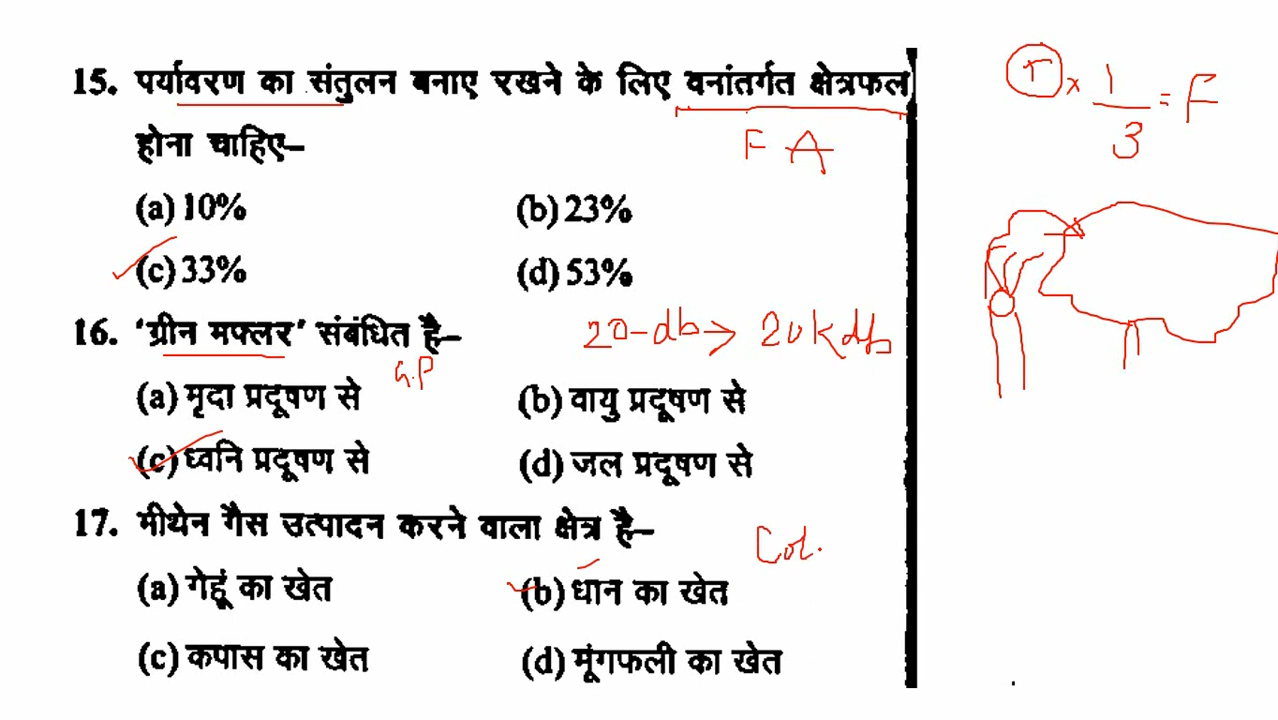 15. पर्यावरण का संतुलन बनाए रखने के लिए वनांतर्गत क्षेत्रफल
होना चाहिए–
F A
(a) 10% (b) 23%
(c) 33% (d) 53%
16. 'ग्रीन मफ्लर' संबंधित है–
20-db→ 20kdb
G.P
(a) मृदा प्रदूषण से (b) वायु प्रदूषण से
(c) ध्वनि प्रदूषण से (d) जल प्रदूषण से
17. मीथेन गैस उत्पादन करने वाला क्षेत्र है–
(a) गेहूं का खेत (b) धान का खेत
(c) कपास का खेत (d) मूंगफली का खेत
T × 1/3 = F